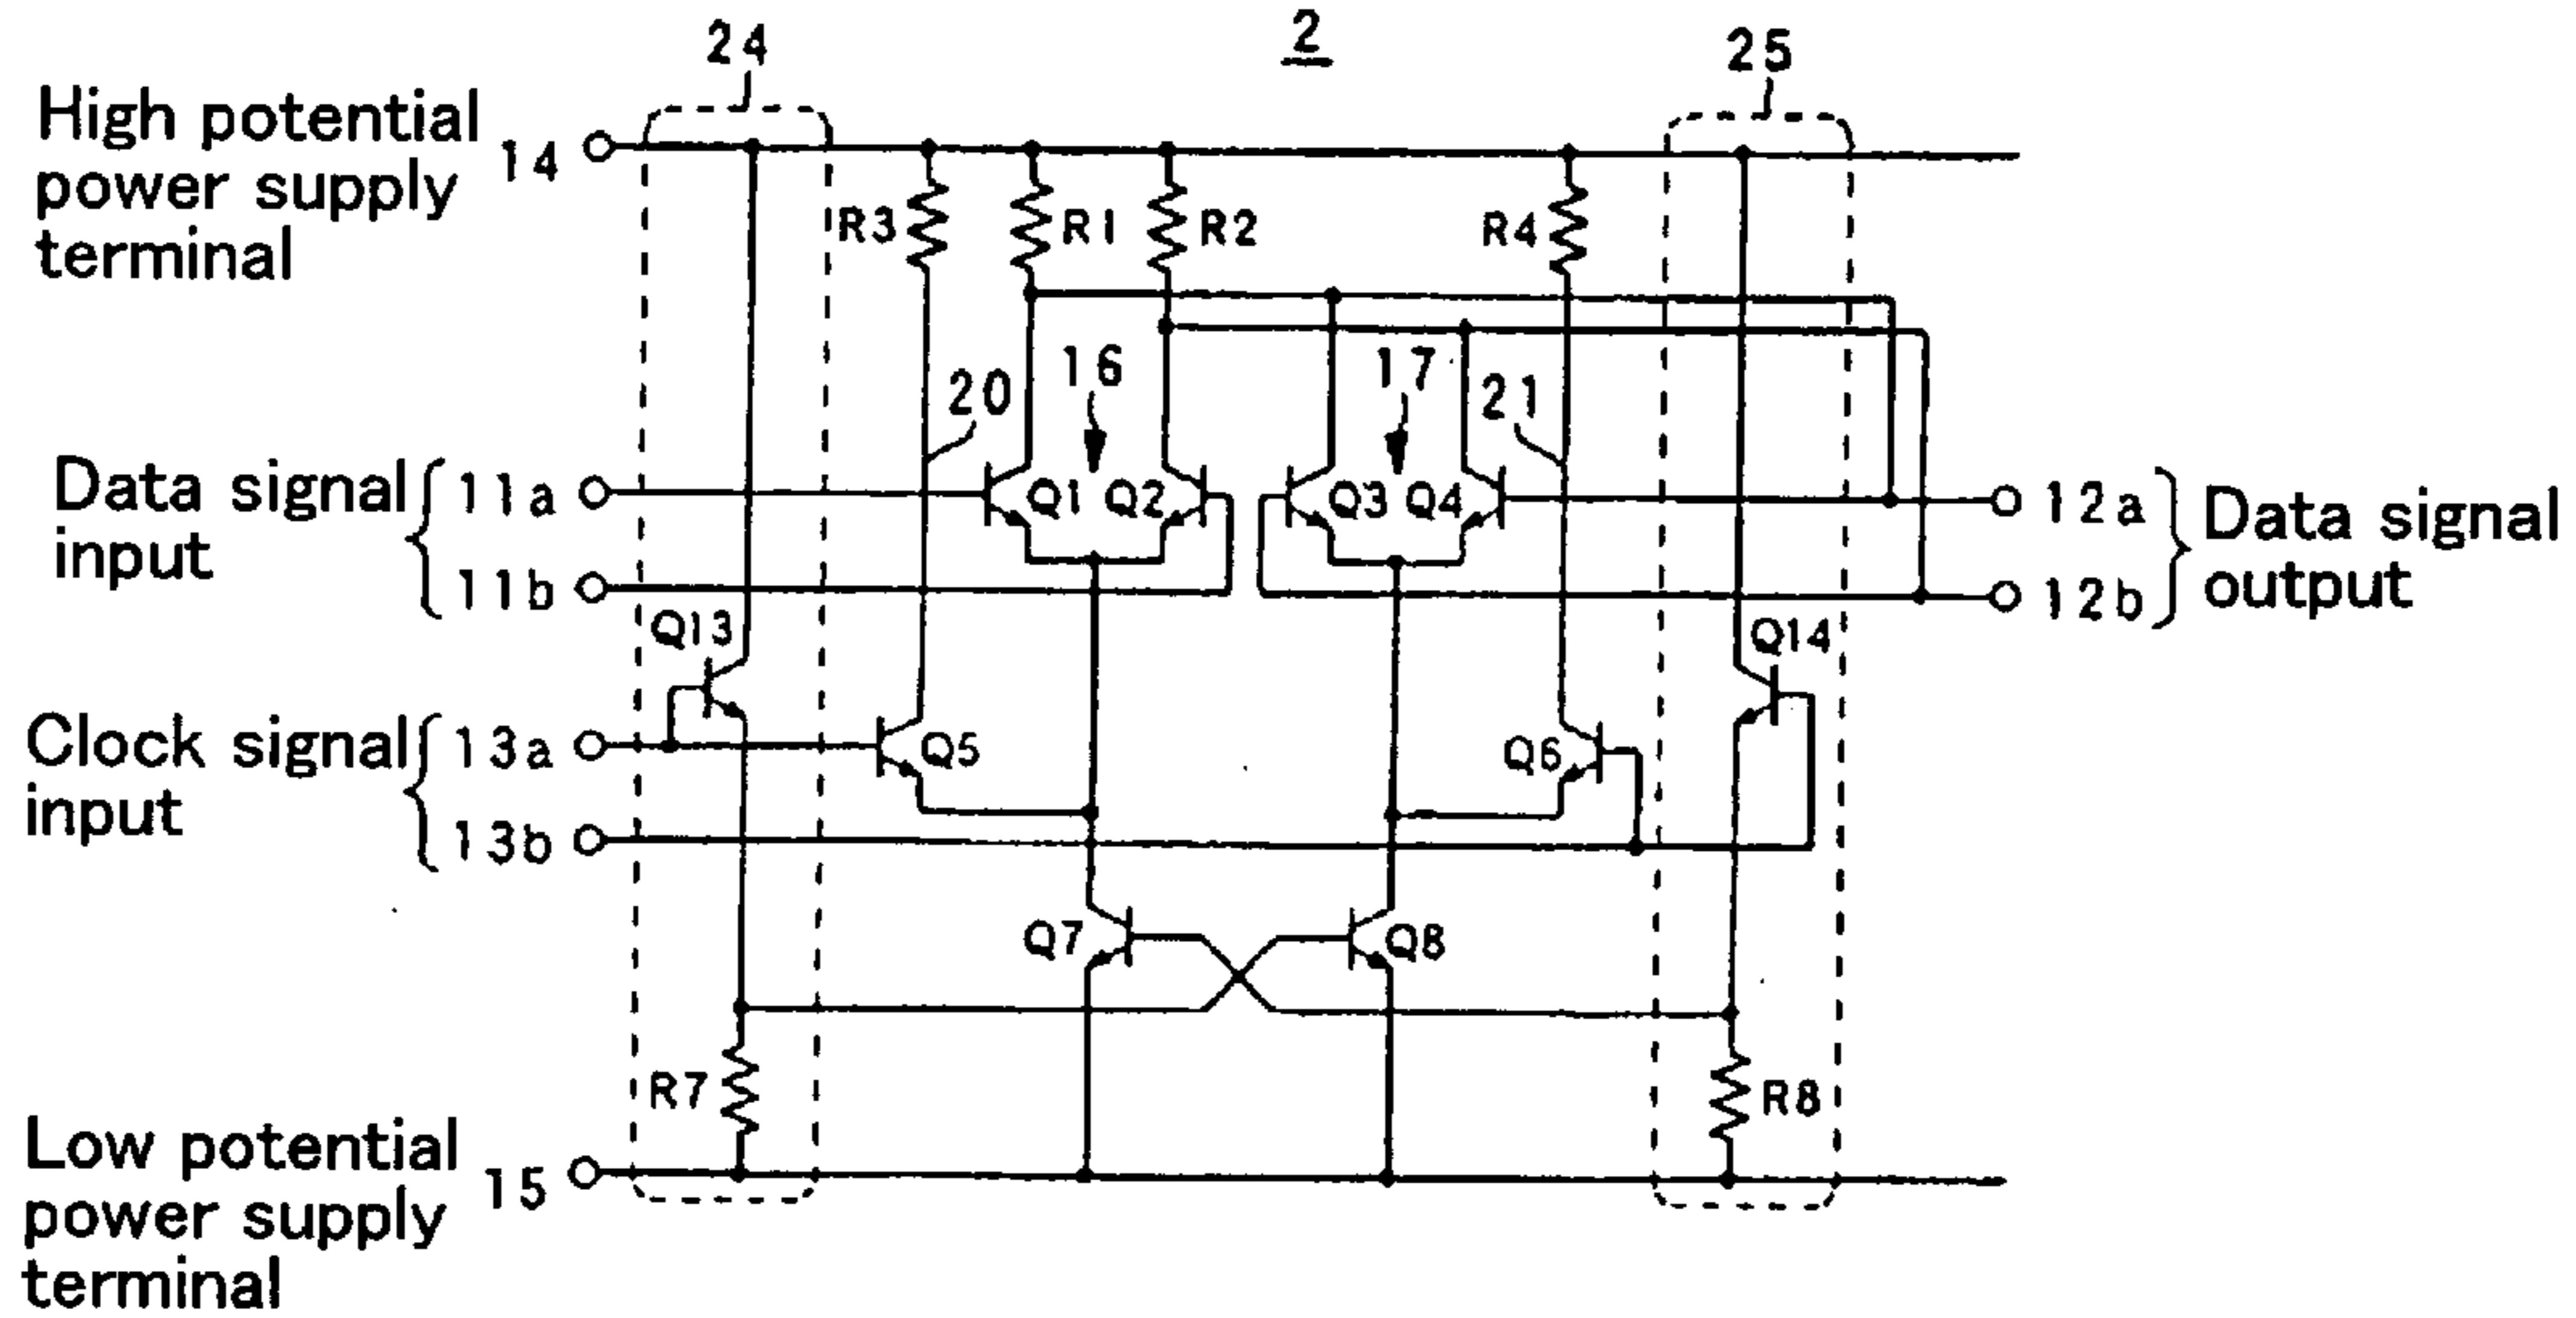 24
2
25
High potential
power supply
terminal
14
R3
R1
R2
R4
20
16
17
21
Data signal
input
11a
11b
Q1
Q2
Q3
Q4
12a
12b
Data signal
output
Q13
Q14
Clock signal
input
13a
13b
Q5
Q6
Q7
Q8
R7
R8
Low potential
power supply
terminal
15